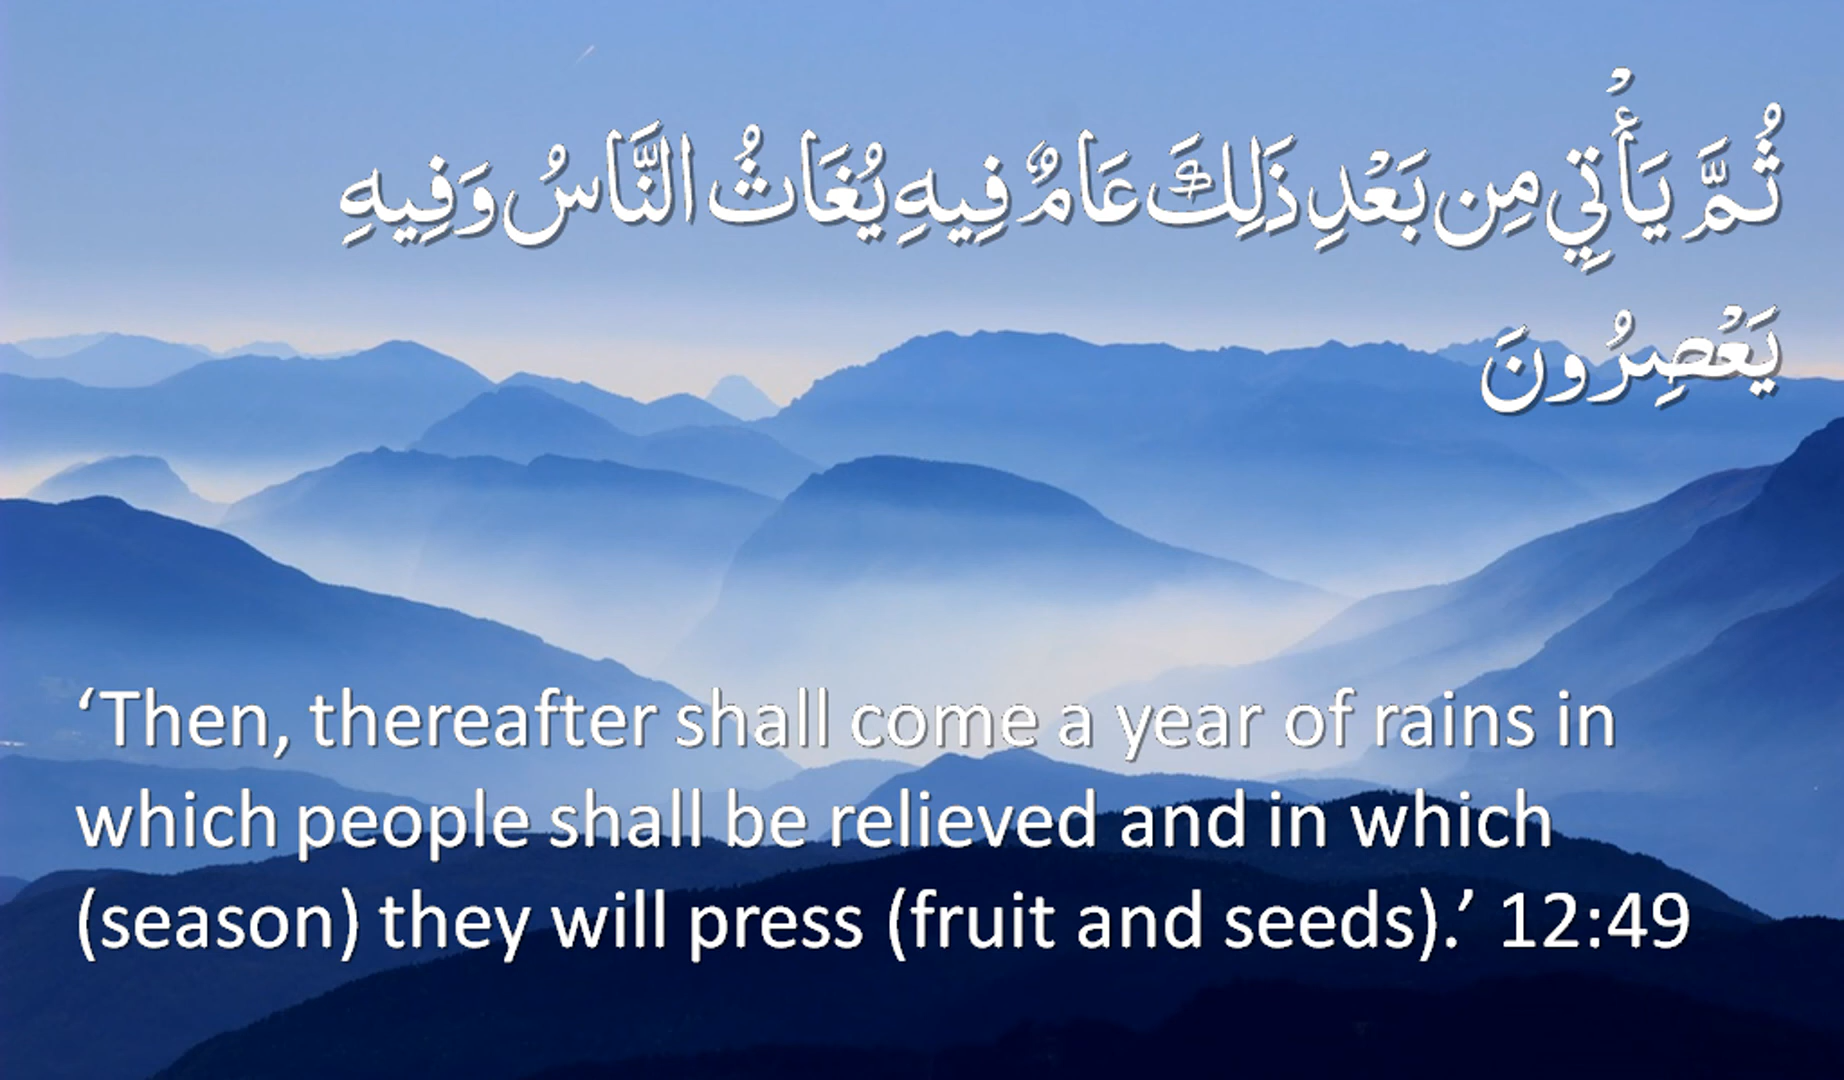 ثُمَّ يَأْتِي مِن بَعْدِ ذَلِكَ عَامٌ فِيهِ يُغَاثُ النَّاسُ وَفِيهِ
يَعْصِرُونَ
‘Then, thereafter shall come a year of rains in
which people shall be relieved and in which
(season) they will press (fruit and seeds).’ 12:49